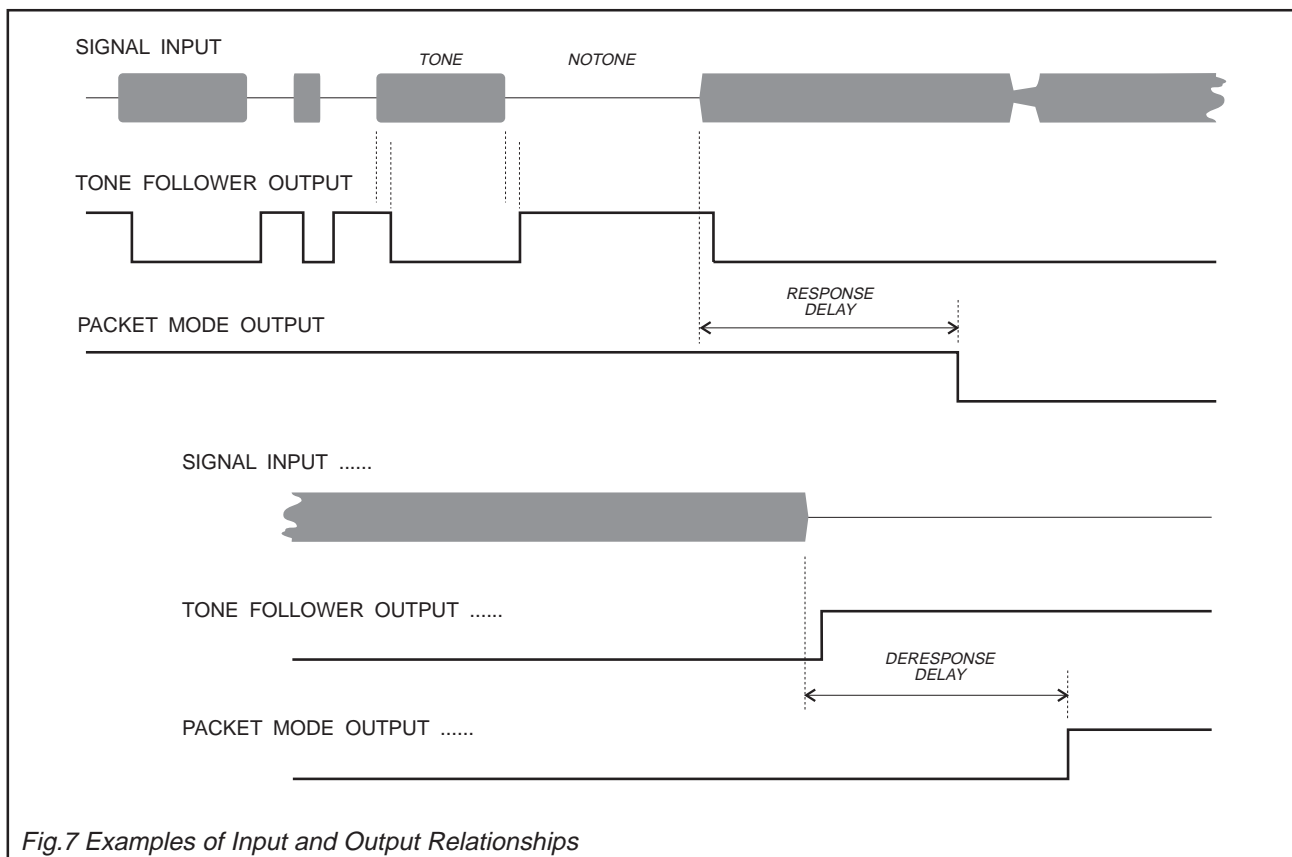 SIGNAL INPUT
TONE
NOTONE
TONE FOLLOWER OUTPUT
RESPONSE
DELAY
PACKET MODE OUTPUT
SIGNAL INPUT ......
TONE FOLLOWER OUTPUT ......
DERESPONSE
DELAY
PACKET MODE OUTPUT ......
Fig.7 Examples of Input and Output Relationships